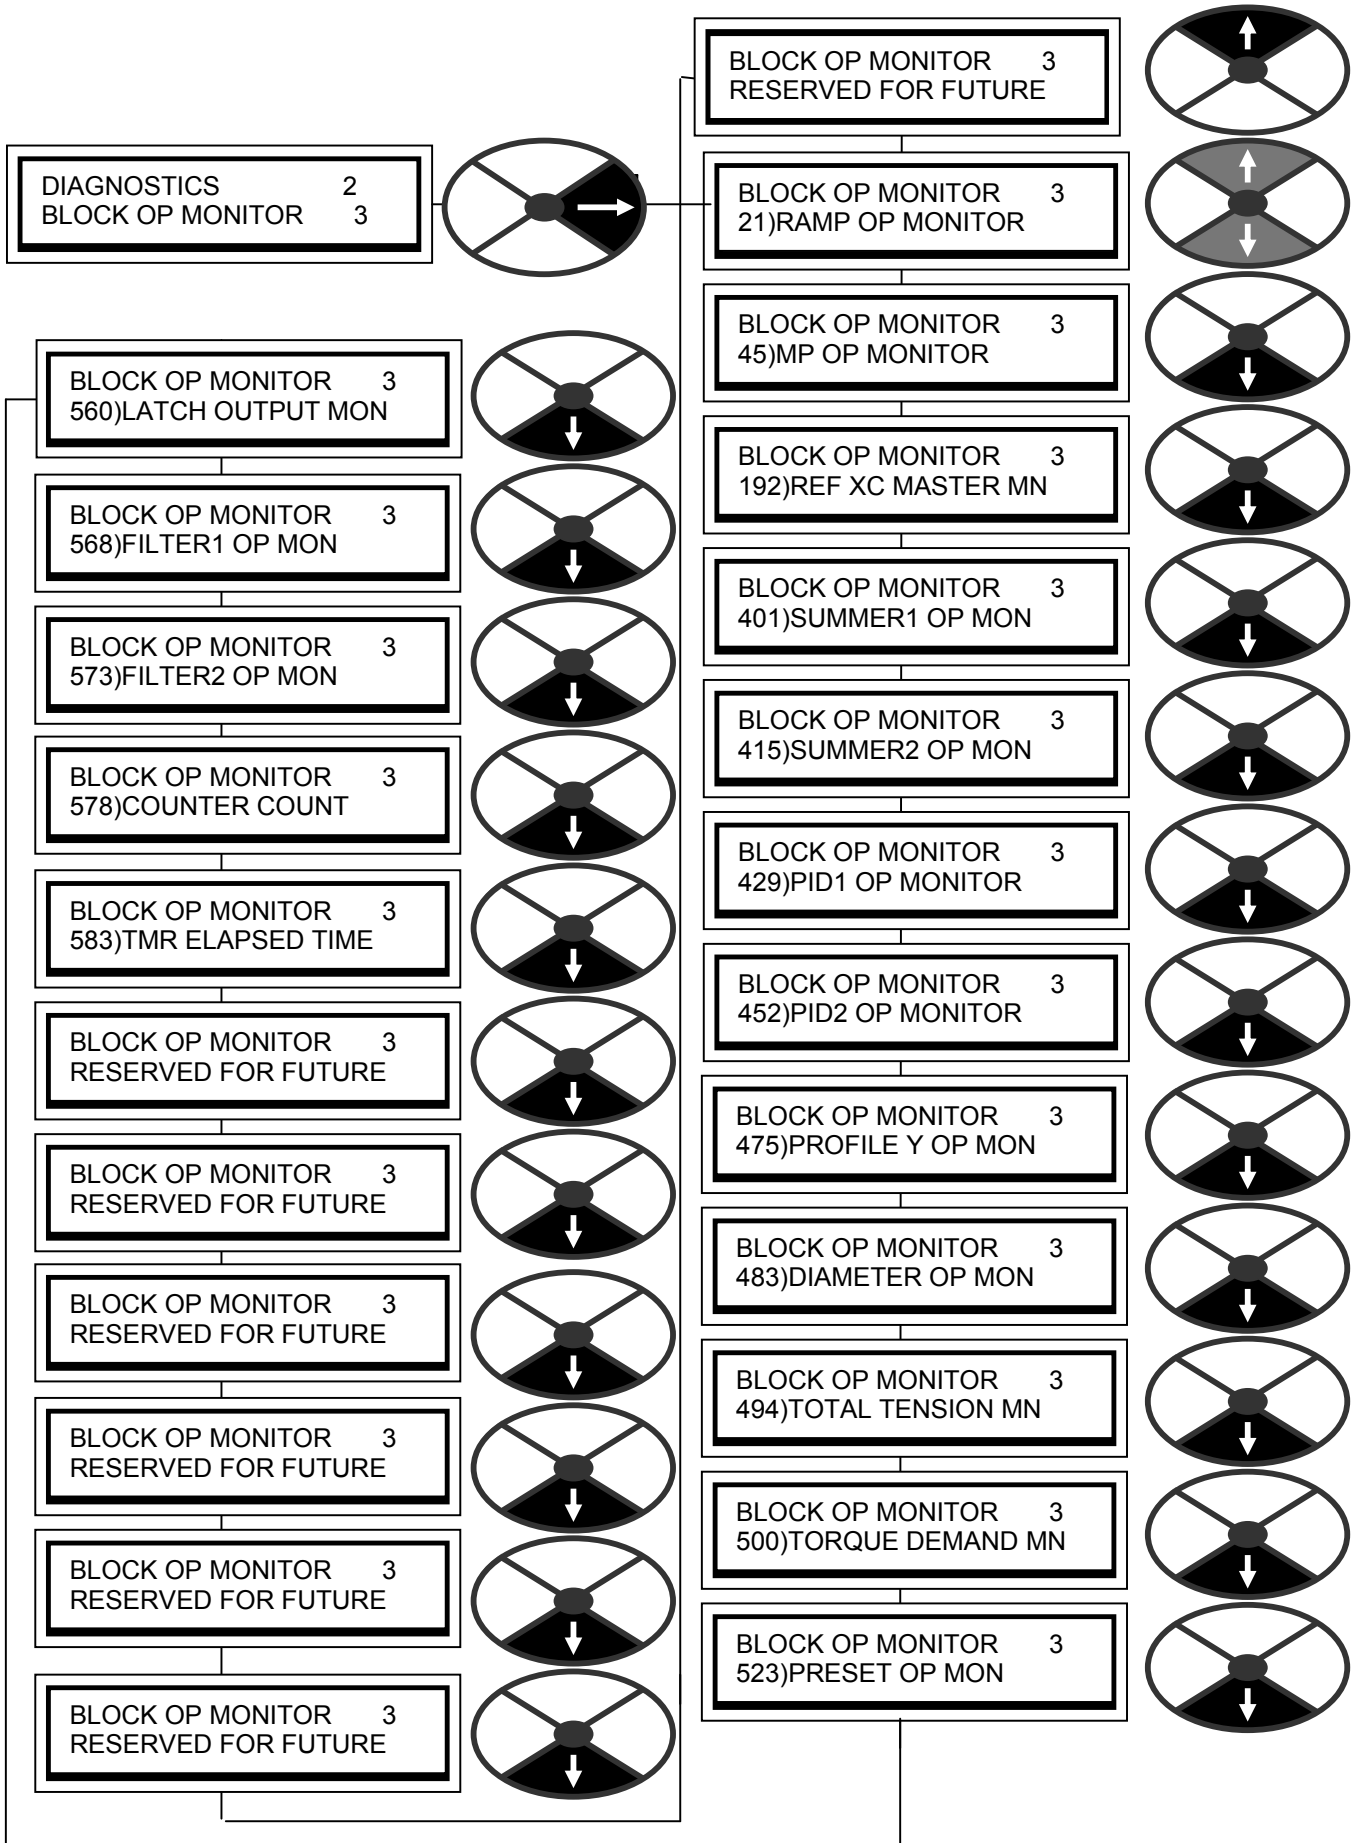 DIAGNOSTICS 2
BLOCK OP MONITOR 3
BLOCK OP MONITOR 3
RESERVED FOR FUTURE
BLOCK OP MONITOR 3
21)RAMP OP MONITOR
BLOCK OP MONITOR 3
45)MP OP MONITOR
BLOCK OP MONITOR 3
192)REF XC MASTER MN
BLOCK OP MONITOR 3
401)SUMMER1 OP MON
BLOCK OP MONITOR 3
415)SUMMER2 OP MON
BLOCK OP MONITOR 3
429)PID1 OP MONITOR
BLOCK OP MONITOR 3
452)PID2 OP MONITOR
BLOCK OP MONITOR 3
475)PROFILE Y OP MON
BLOCK OP MONITOR 3
483)DIAMETER OP MON
BLOCK OP MONITOR 3
494)TOTAL TENSION MN
BLOCK OP MONITOR 3
500)TORQUE DEMAND MN
BLOCK OP MONITOR 3
523)PRESET OP MON
BLOCK OP MONITOR 3
560)LATCH OUTPUT MON
BLOCK OP MONITOR 3
568)FILTER1 OP MON
BLOCK OP MONITOR 3
573)FILTER2 OP MON
BLOCK OP MONITOR 3
578)COUNTER COUNT
BLOCK OP MONITOR 3
583)TMR ELAPSED TIME
BLOCK OP MONITOR 3
RESERVED FOR FUTURE
BLOCK OP MONITOR 3
RESERVED FOR FUTURE
BLOCK OP MONITOR 3
RESERVED FOR FUTURE
BLOCK OP MONITOR 3
RESERVED FOR FUTURE
BLOCK OP MONITOR 3
RESERVED FOR FUTURE
BLOCK OP MONITOR 3
RESERVED FOR FUTURE